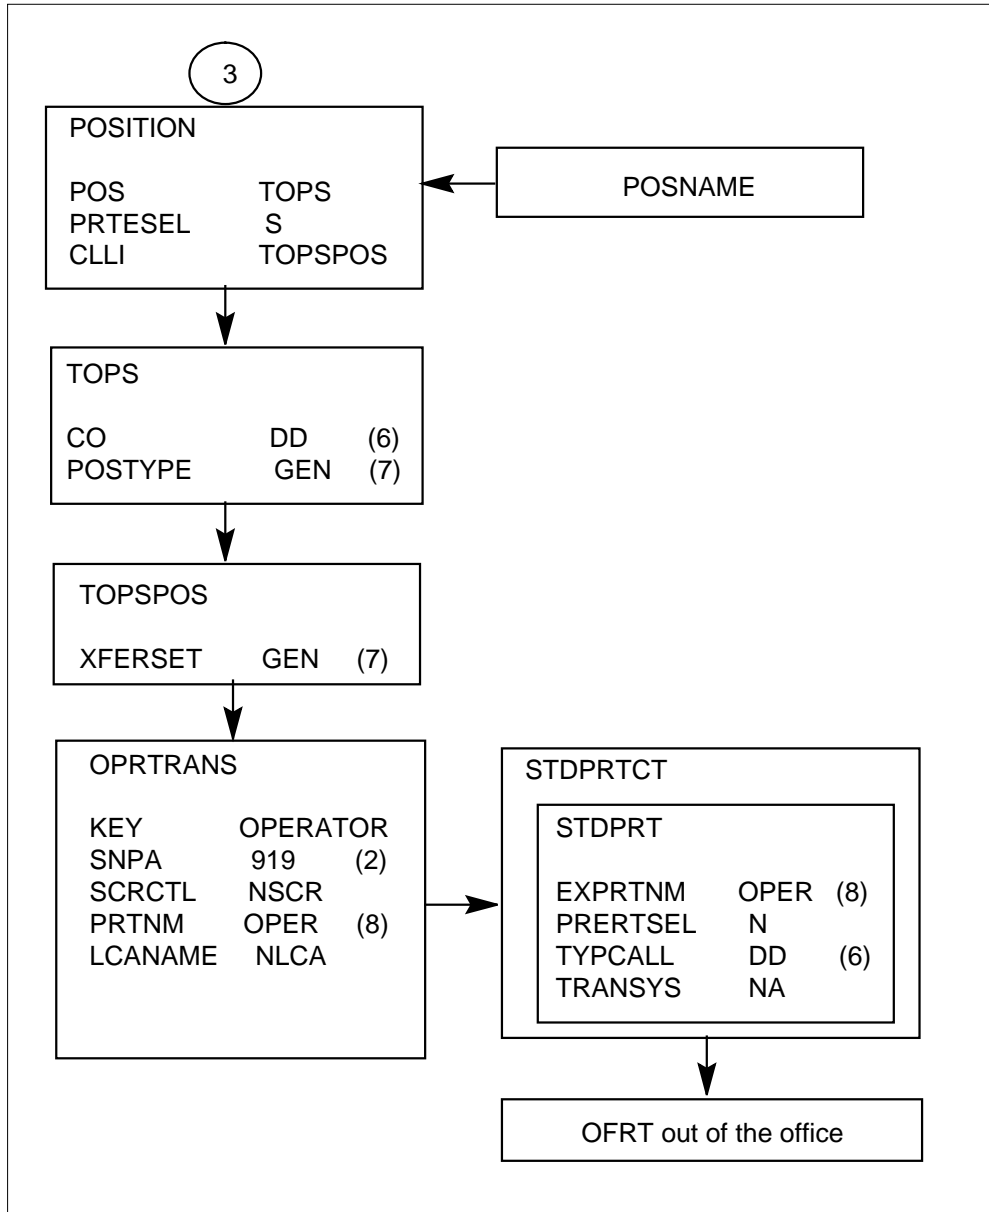 3
POSITION
POS TOPS
PRTESEL S
CLLI TOPSPOS
POSNAME
TOPS
CO DD (6)
POSTYPE GEN (7)
TOPSPOS
XFERSET GEN (7)
OPRTRANS
KEY OPERATOR
SNPA 919 (2)
SCRCTL NSCR
PRTNM OPER (8)
LCANAME NLCA
STDPRTCT
STDPRT
EXPRTNM OPER (8)
PRERTSEL N
TYPCALL DD (6)
TRANSYS NA
OFRT out of the office